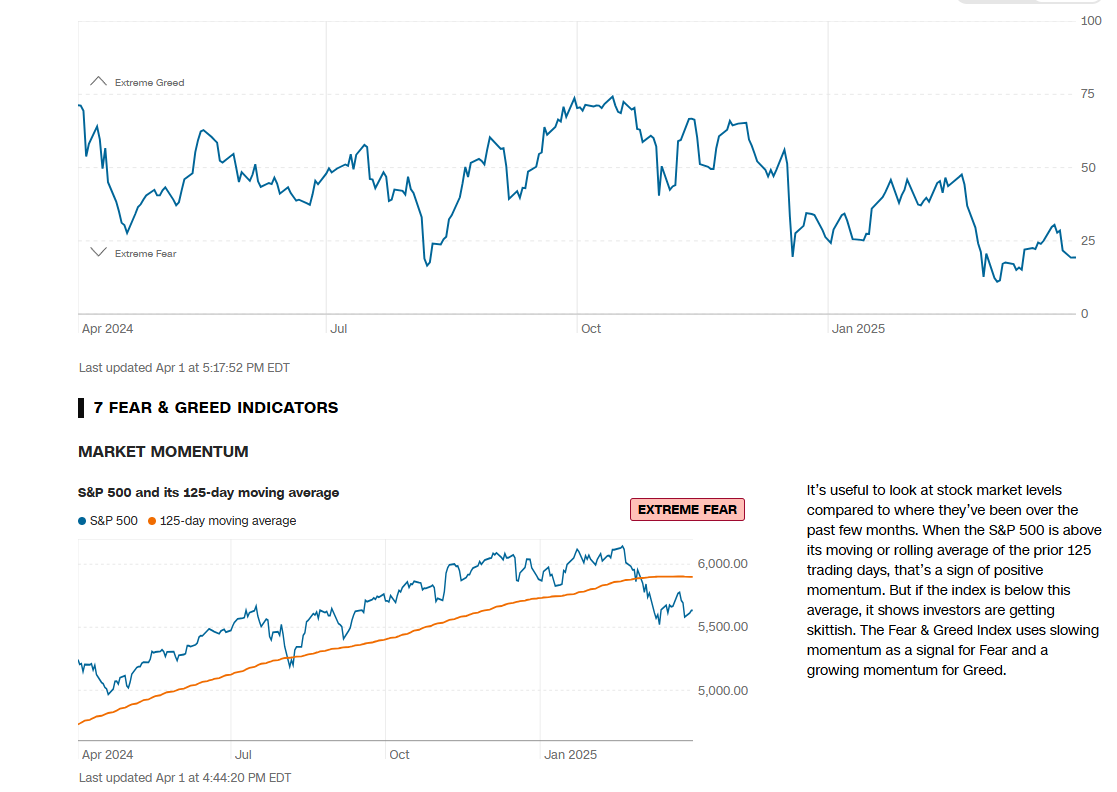 100
Extreme Greed
75
50
Extreme Fear
25
0
Apr 2024 Jul Oct Jan 2025
Last updated Apr 1 at 5:17:52 PM EDT
7 FEAR & GREED INDICATORS
MARKET MOMENTUM
S&P 500 and its 125-day moving average
EXTREME FEAR
S&P 500 125-day moving average
6,000.00
5,500.00
5,000.00
Apr 2024 Jul Oct Jan 2025
Last updated Apr 1 at 4:44:20 PM EDT
It's useful to look at stock market levels
compared to where they've been over the
past few months. When the S&P 500 is above
its moving or rolling average of the prior 125
trading days, that's a sign of positive
momentum. But if the index is below this
average, it shows investors are getting
skittish. The Fear & Greed Index uses slowing
momentum as a signal for Fear and a
growing momentum for Greed.